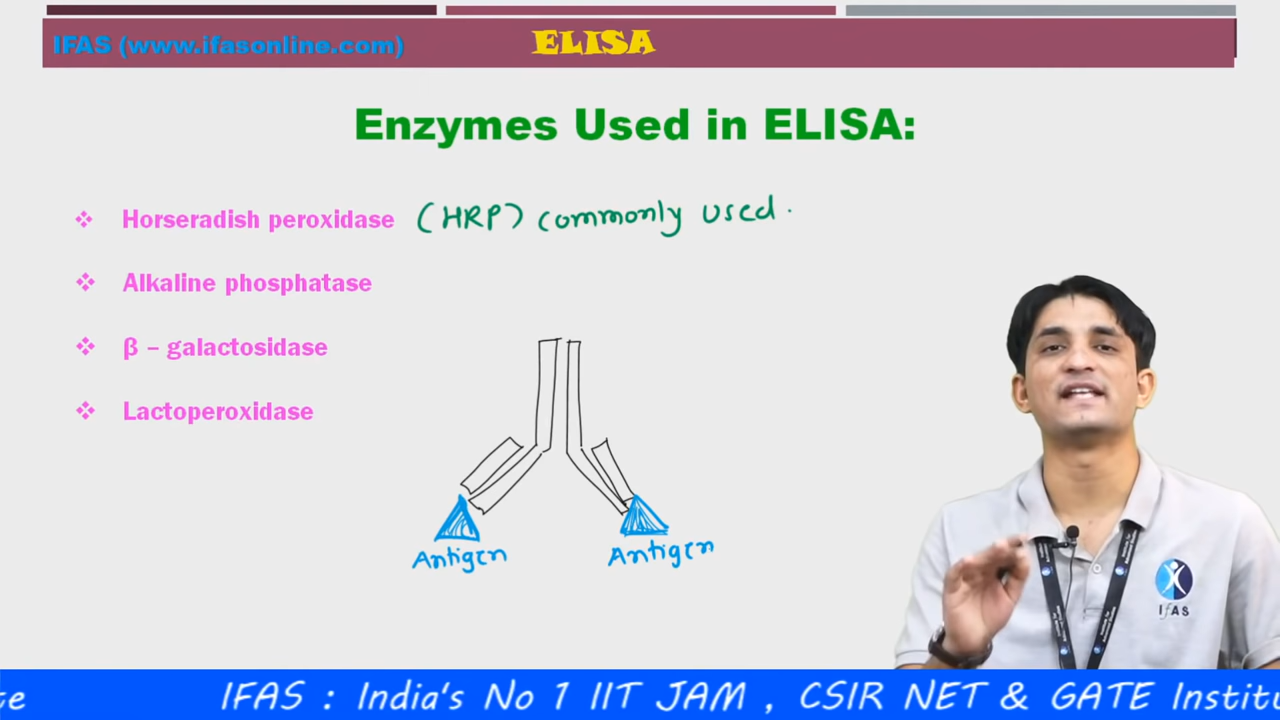 IFAS (www.ifasonline.com) ELISA
Enzymes Used in ELISA:
❖ Horseradish peroxidase (HRP) commonly used.
❖ Alkaline phosphatase
❖ β – galactosidase
❖ Lactoperoxidase
Antigen Antigen
IfAS
te IFAS : India's No 1 IIT JAM , CSIR NET & GATE Institu